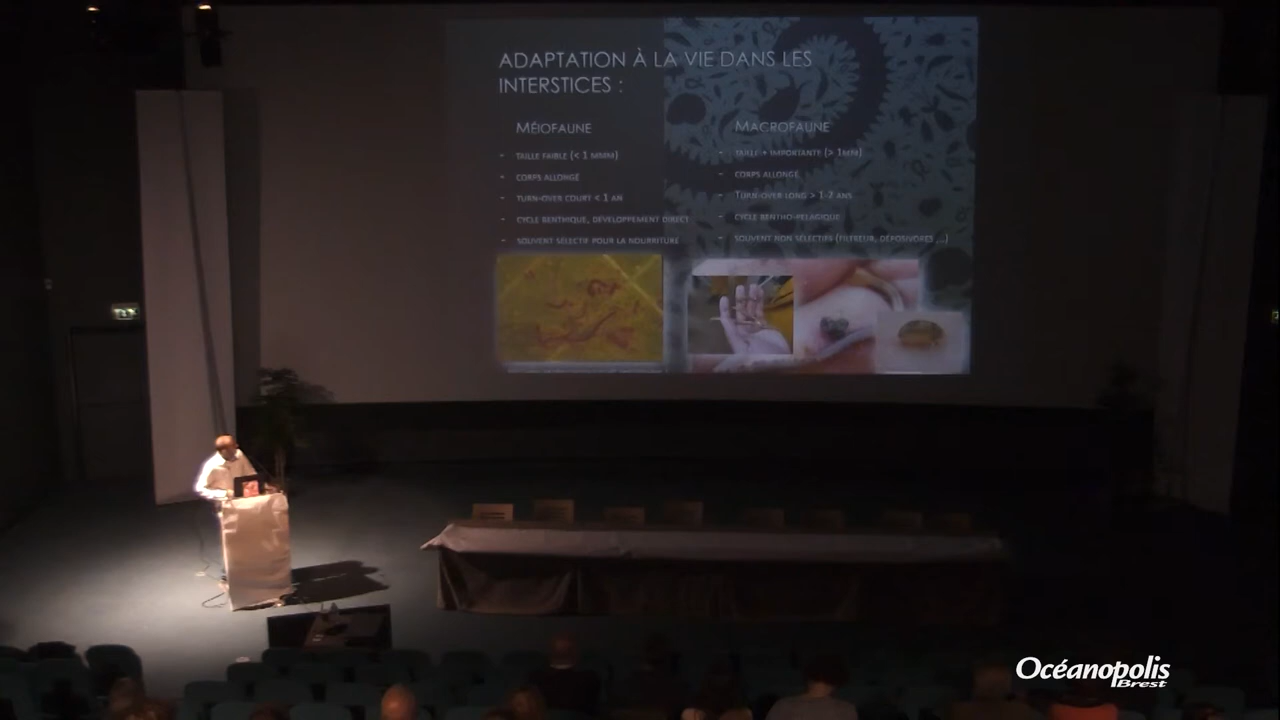 ADAPTATION À LA VIE DANS LES
INTERSTICES :
MÉIOFAUNE
- TAILLE FAIBLE (< 1 MMM)
- CORPS ALLONGÉ
- TURN-OVER COURT < 1 AN
- CYCLE BENTHIQUE, DÉVELOPPEMENT DIRECT
- SOUVENT SÉLECTIF POUR LA NOURRITURE
MACROFAUNE
- TAILLE + IMPORTANTE (> 1MM)
- CORPS ALLONGÉ
- TURN-OVER LONG > 1-2 ANS
- CYCLE BENTHO-PÉLAGIQUE
- SOUVENT NON SÉLECTIFS (FILTREUR, DÉPOSIVORES ...)
Océanopolis
Brest